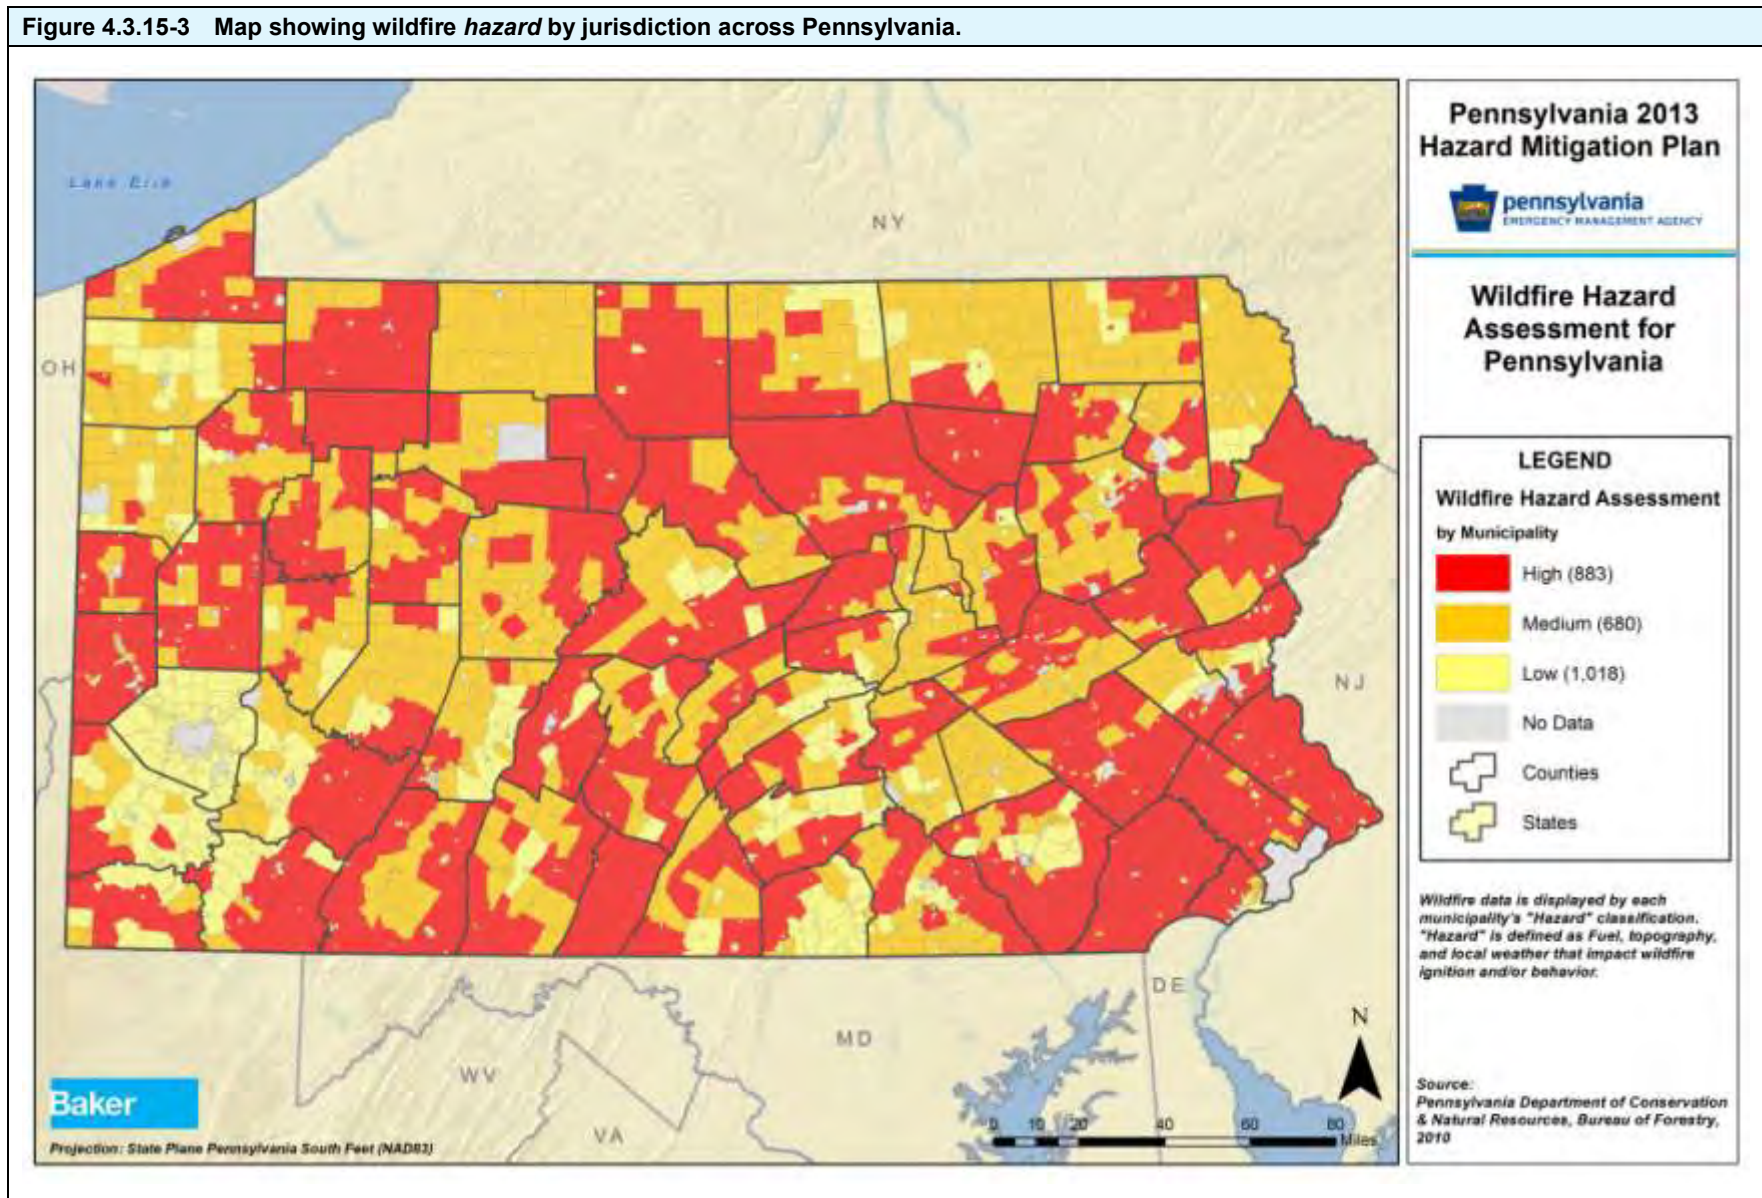 Figure 4.3.15-3 Map showing wildfire hazard by jurisdiction across Pennsylvania.
Lake Erie
NY
OH
NJ
DE
MD
WV
VA
Baker
Projection: State Plane Pennsylvania South Feet (NAD83)
N
0 10 20 40 60 80
Miles
Pennsylvania 2013
Hazard Mitigation Plan
pennsylvania
EMERGENCY MANAGEMENT AGENCY
Wildfire Hazard
Assessment for
Pennsylvania
LEGEND
Wildfire Hazard Assessment
by Municipality
High (883)
Medium (680)
Low (1,018)
No Data
Counties
States
Wildfire data is displayed by each
municipality's "Hazard" classification.
"Hazard" is defined as Fuel, topography,
and local weather that impact wildfire
ignition and/or behavior.
Source:
Pennsylvania Department of Conservation
& Natural Resources, Bureau of Forestry,
2010